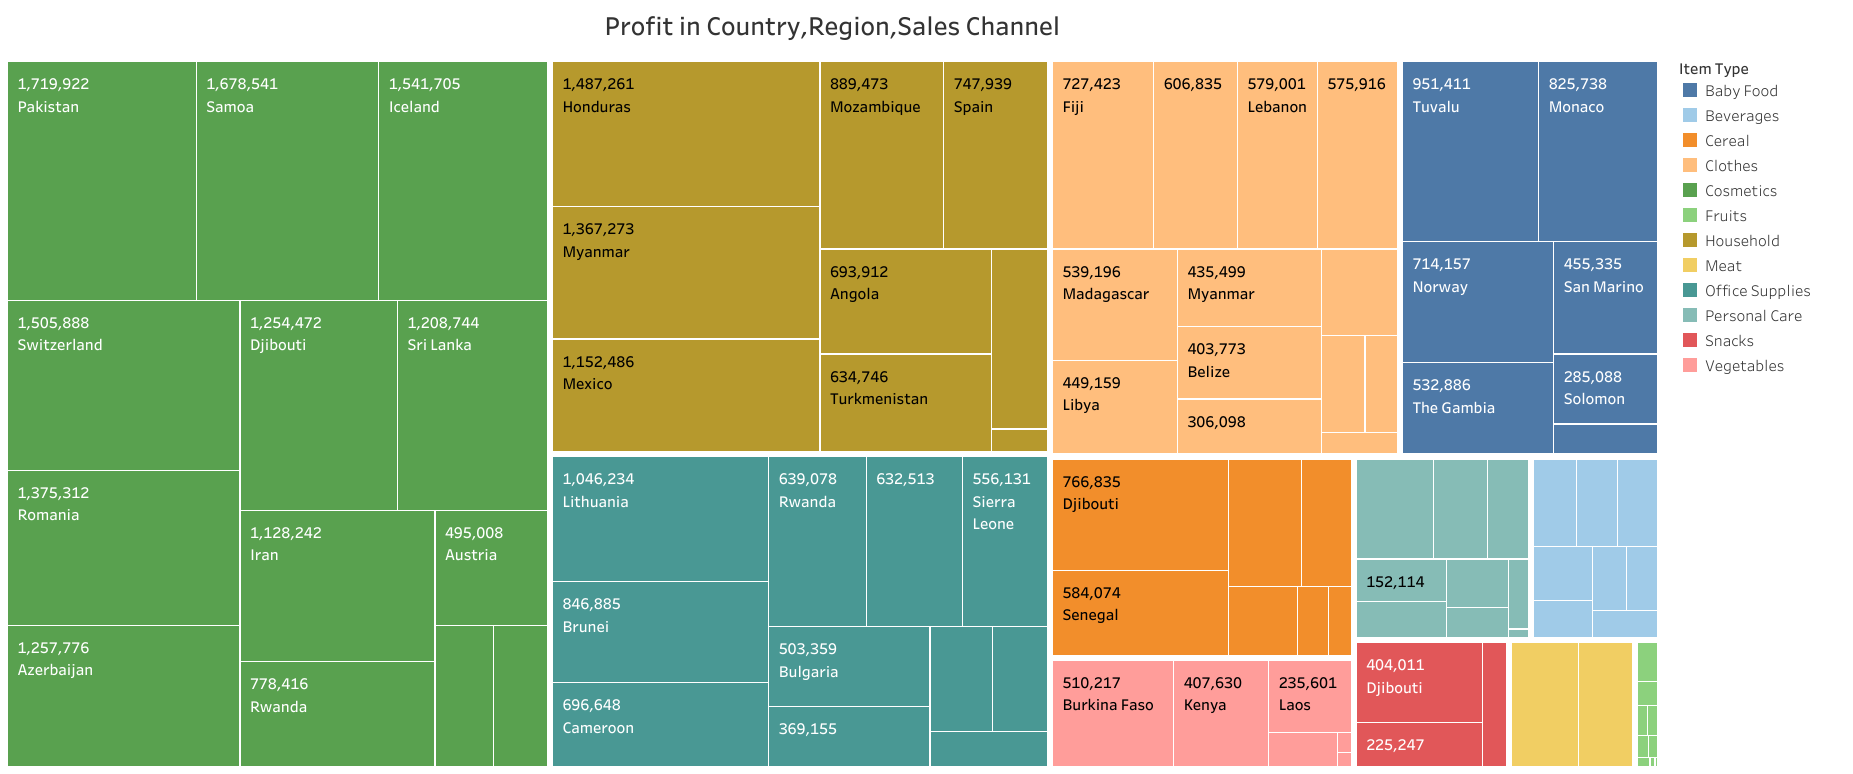 Profit in Country,Region,Sales Channel
1,719,922
Pakistan
1,678,541
Samoa
1,541,705
Iceland
1,505,888
Switzerland
1,254,472
Djibouti
1,208,744
Sri Lanka
1,375,312
Romania
1,128,242
Iran
495,008
Austria
1,257,776
Azerbaijan
778,416
Rwanda
1,487,261
Honduras
889,473
Mozambique
747,939
Spain
1,367,273
Myanmar
693,912
Angola
1,152,486
Mexico
634,746
Turkmenistan
1,046,234
Lithuania
639,078
Rwanda
632,513
556,131
Sierra
Leone
846,885
Brunei
503,359
Bulgaria
696,648
Cameroon
369,155
727,423
Fiji
606,835
579,001
Lebanon
575,916
539,196
Madagascar
435,499
Myanmar
403,773
Belize
449,159
Libya
306,098
951,411
Tuvalu
825,738
Monaco
714,157
Norway
455,335
San Marino
532,886
The Gambia
285,088
Solomon
766,835
Djibouti
584,074
Senegal
152,114
510,217
Burkina Faso
407,630
Kenya
235,601
Laos
404,011
Djibouti
225,247
Item Type
Baby Food
Beverages
Cereal
Clothes
Cosmetics
Fruits
Household
Meat
Office Supplies
Personal Care
Snacks
Vegetables